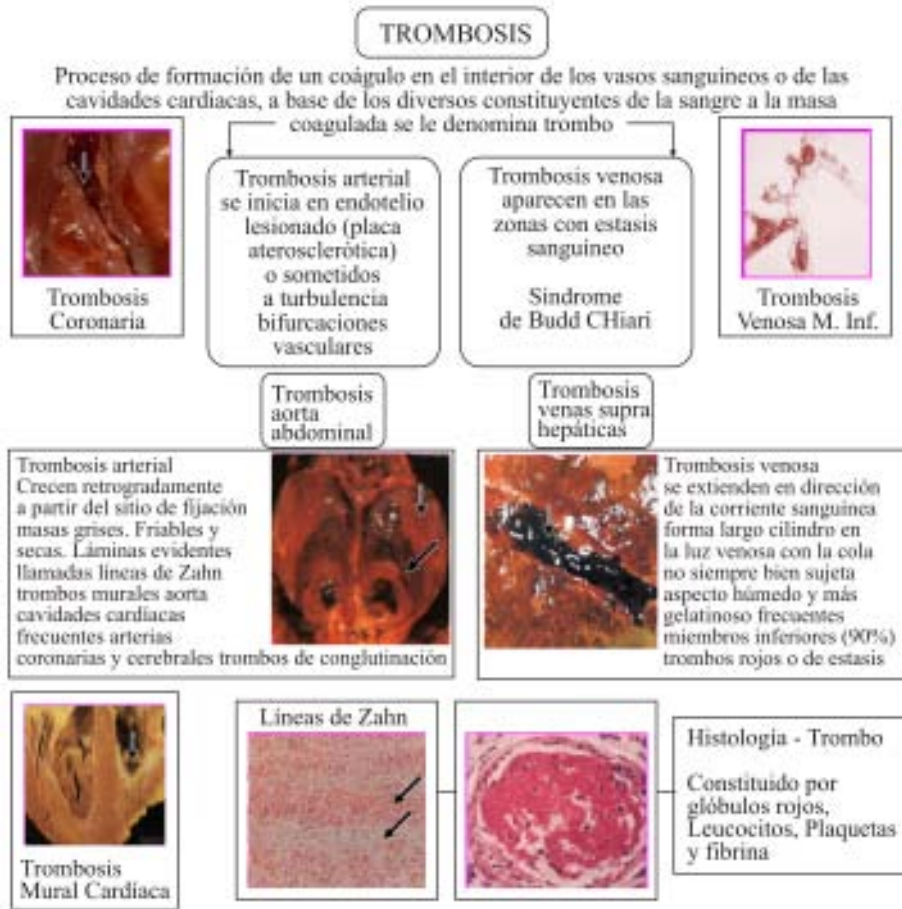 TROMBOSIS
Proceso de formación de un coágulo en el interior de los vasos sanguíneos o de las
cavidades cardiacas, a base de los diversos constituyentes de la sangre a la masa
coagulada se le denomina trombo
Trombosis
Coronaria
Trombosis arterial
se inicia en endotelio
lesionado (placa
aterosclerótica)
o sometidos
a turbulencia
bifurcaciones
vasculares
Trombosis venosa
aparecen en las
zonas con estasis
sanguíneo
Sindrome
de Budd CHiari
Trombosis
Venosa M. Inf.
Trombosis
aorta
abdominal
Trombosis
venas supra
hepáticas
Trombosis arterial
Crecen retrogradamente
a partir del sitio de fijación
masas grises. Friables y
secas. Láminas evidentes
llamadas líneas de Zahn
trombos murales aorta
cavidades cardíacas
frecuentes arterias
coronarias y cerebrales trombos de conglutinación
Trombosis venosa
se extienden en dirección
de la corriente sanguínea
forma largo cilindro en
la luz venosa con la cola
no siempre bien sujeta
aspecto húmedo y más
gelatinoso frecuentes
miembros inferiores (90%)
trombos rojos o de estasis
Trombosis
Mural Cardíaca
Líneas de Zahn
Histología - Trombo
Constituido por
glóbulos rojos,
Leucocitos, Plaquetas
y fibrina